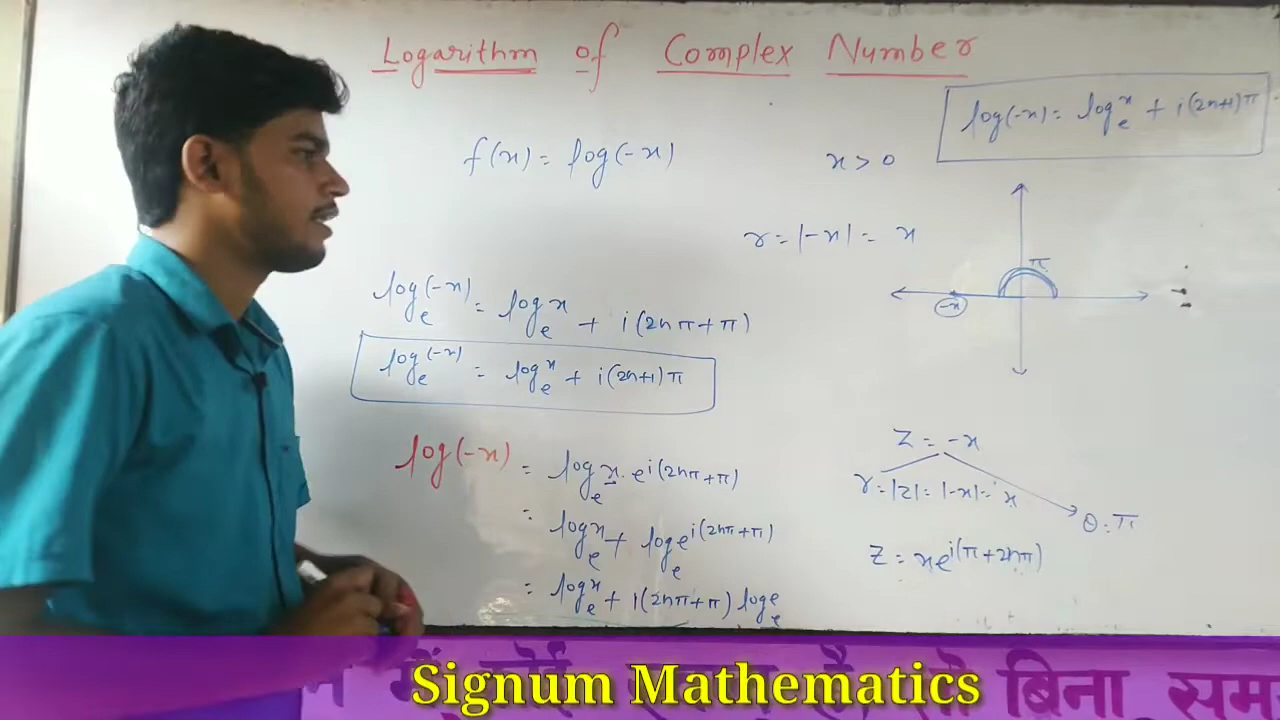 Logarithm of Complex Number
log(-x) = logₑx + i(2n+1)π
f(x) = log(-x)
x > 0
r = |-x| = x
π
-x
logₑ(-x) = logₑx + i(2nπ+π)
logₑ(-x) = logₑx + i(2n+1)π
z = -x
r = |z| = |-x| = x
θ = π
z = xe^i(π+2nπ)
log(-x) = logₑ x · e^i(2nπ+π)
= logₑx + logₑe^i(2nπ+π)
= logₑx + i(2nπ+π) logₑe
Signum Mathematics
में कोई
है, तो बिना